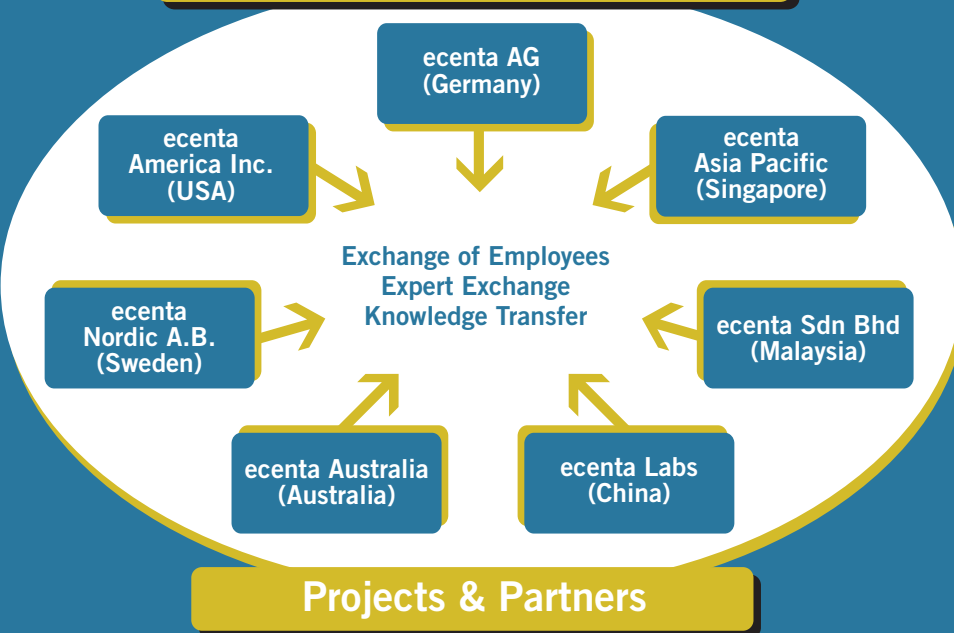 ecenta AG
(Germany)
ecenta
America Inc.
(USA)
ecenta
Asia Pacific
(Singapore)
Exchange of Employees
Expert Exchange
Knowledge Transfer
ecenta
Nordic A.B.
(Sweden)
ecenta Sdn Bhd
(Malaysia)
ecenta Australia
(Australia)
ecenta Labs
(China)
Projects & Partners